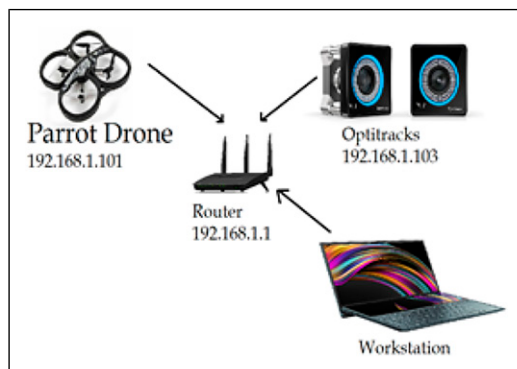 Parrot Drone
192.168.1.101
Optitracks
192.168.1.103
Router
192.168.1.1
Workstation